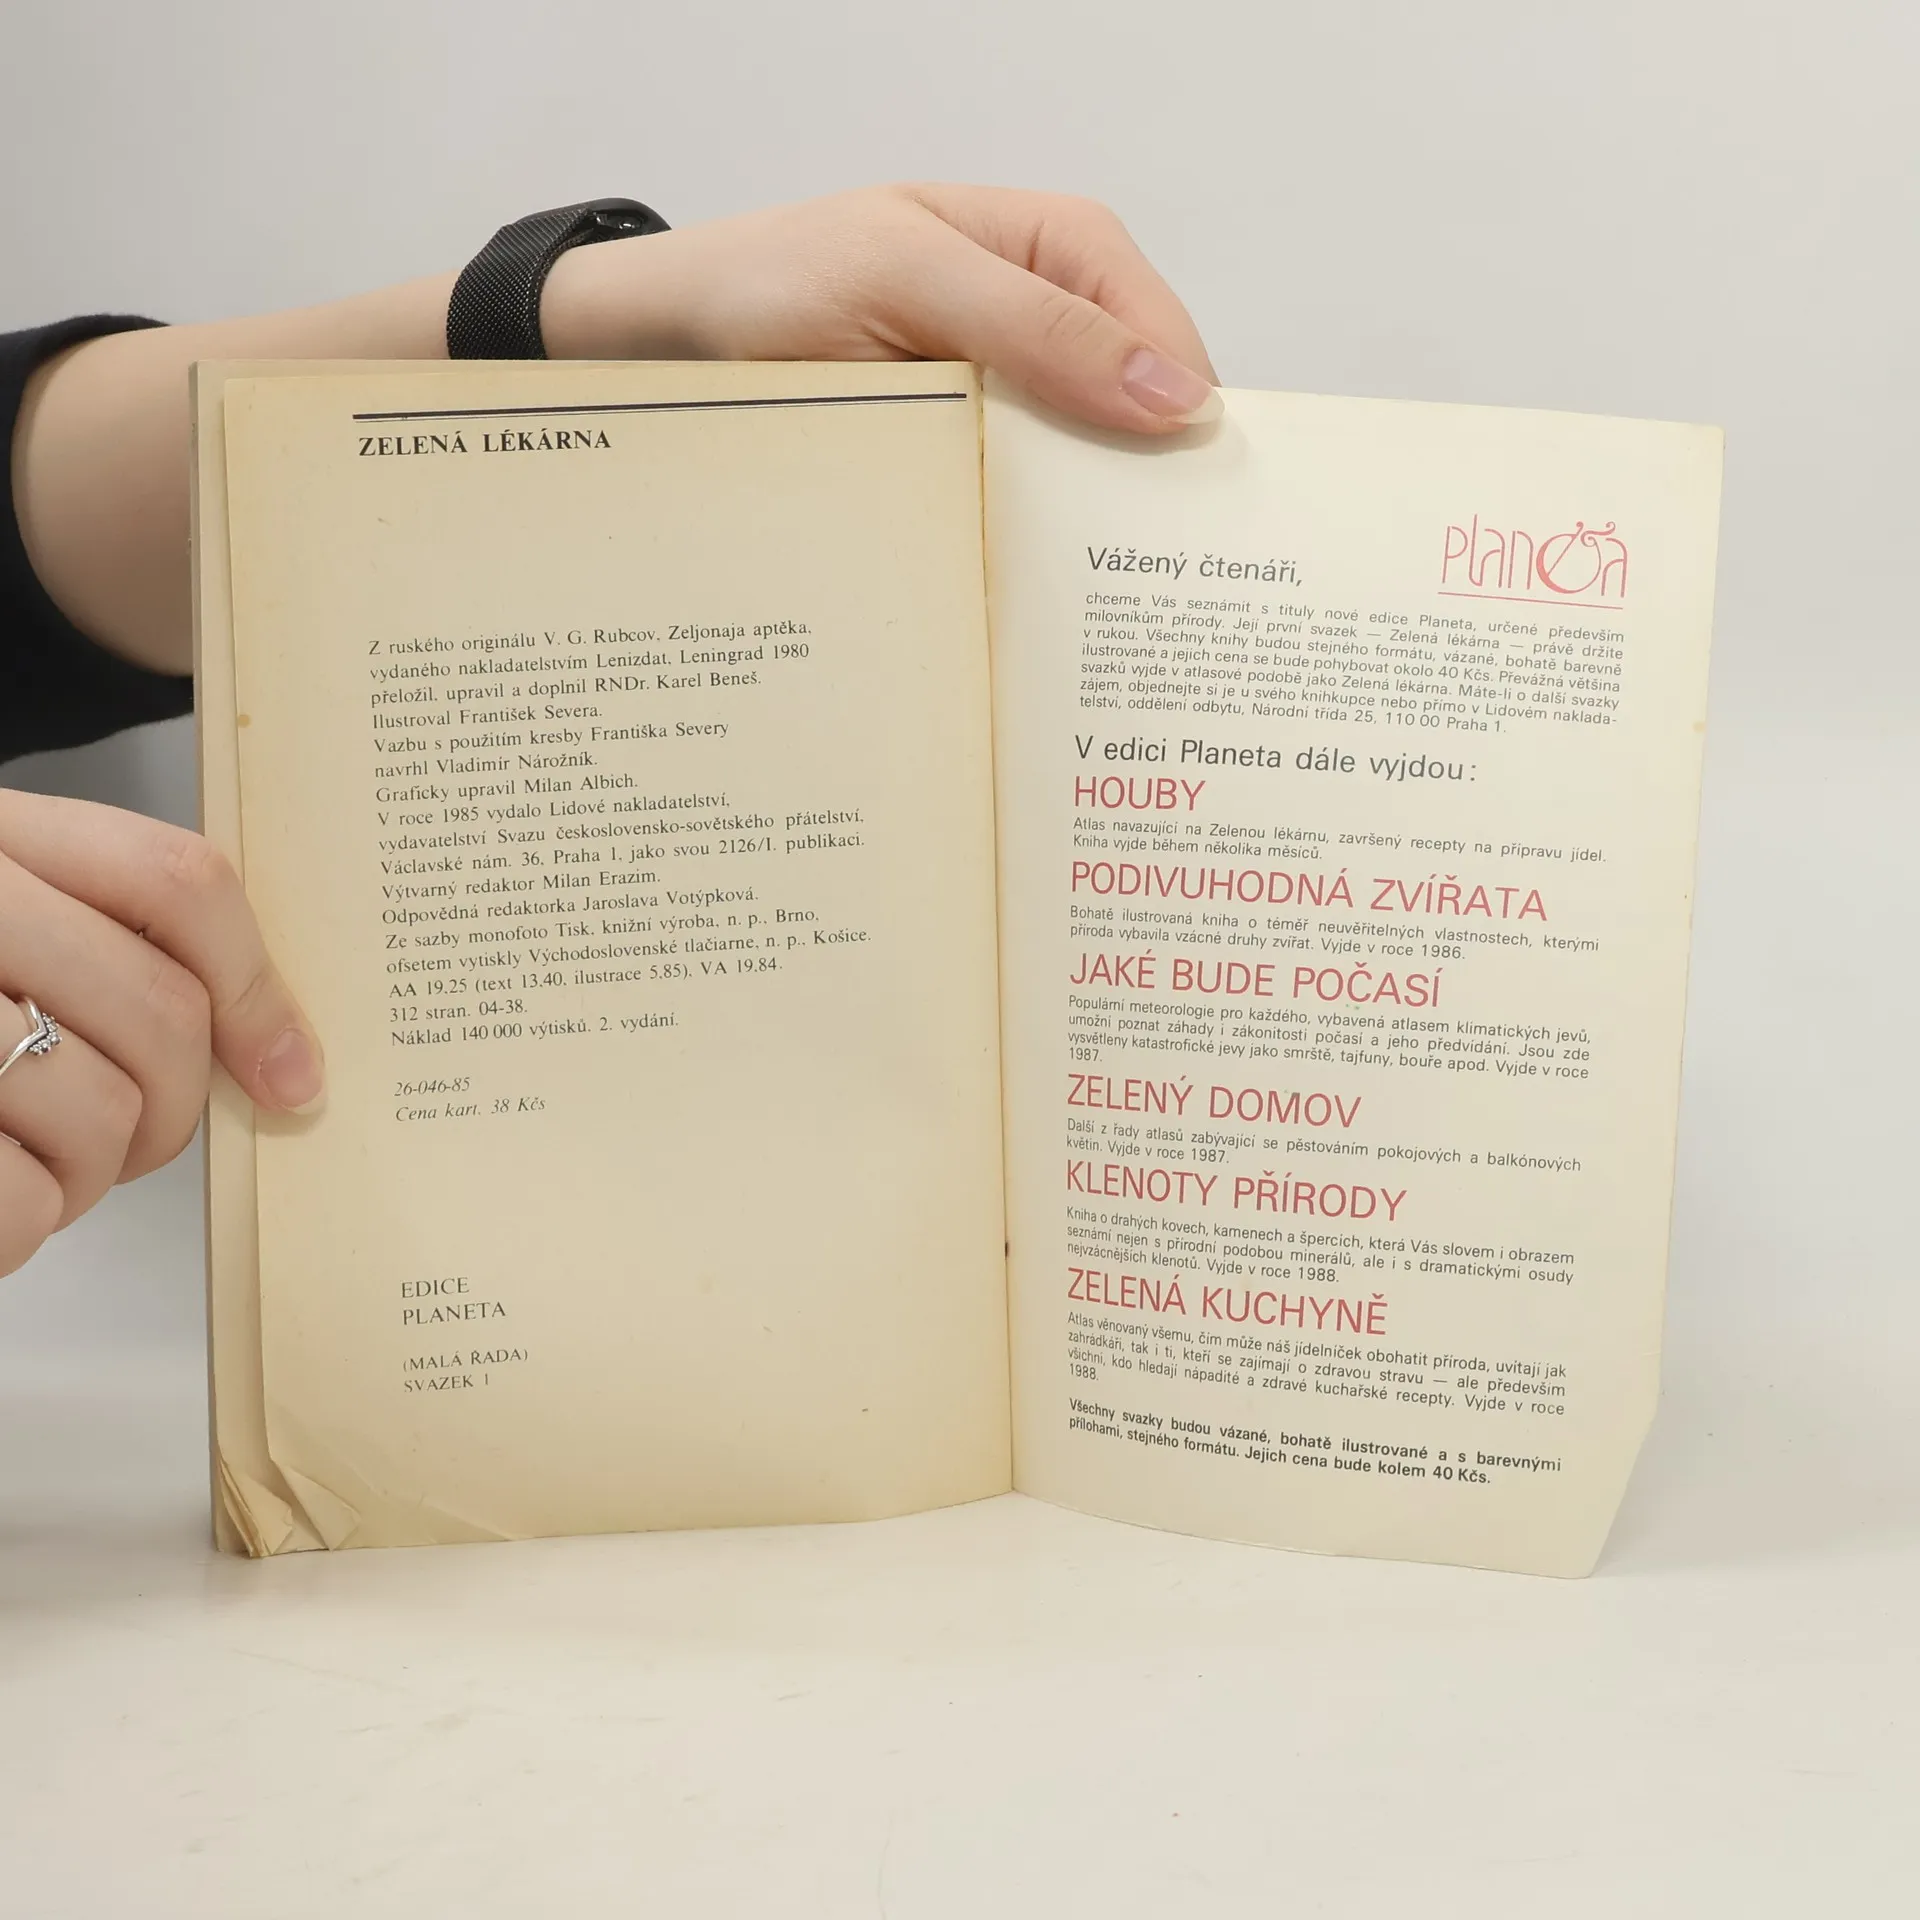 ZELENÁ LÉKÁRNA
Z ruského originálu V. G. Rubcov, Zeljonaja aptěka,
vydaného nakladatelstvím Lenizdat, Leningrad 1980
přeložil, upravil a doplnil RNDr. Karel Beneš.
Ilustroval František Severa.
Vazbu s použitím kresby Františka Severy
navrhl Vladimír Nárožník.
Graficky upravil Milan Albich.
V roce 1985 vydalo Lidové nakladatelství,
vydavatelství Svazu československo-sovětského přátelství,
Václavské nám. 36, Praha 1, jako svou 2126/I. publikaci.
Výtvarný redaktor Milan Erazim.
Odpovědná redaktorka Jaroslava Votýpková.
Ze sazby monofoto Tisk, knižní výroba, n. p., Brno,
ofsetem vytiskly Východoslovenské tlačiarne, n. p., Košice.
AA 19,25 (text 13,40, ilustrace 5,85), VA 19,84.
312 stran. 04-38.
Náklad 140 000 výtisků. 2. vydání.
26-046-85
Cena kart. 38 Kčs
EDICE
PLANETA
(MALÁ ŘADA)
SVAZEK 1
planeta
Vážený čtenáři,
chceme Vás seznámit s tituly nové edice Planeta, určené především
milovníkům přírody. Její první svazek — Zelená lékárna — právě držíte
v rukou. Všechny knihy budou stejného formátu, vázané, bohatě barevně
ilustrované a jejich cena se bude pohybovat okolo 40 Kčs. Převážná většina
svazků vyjde v atlasové podobě jako Zelená lékárna. Máte-li o další svazky
zájem, objednejte si je u svého knihkupce nebo přímo v Lidovém naklada-
telství, oddělení odbytu, Národní třída 25, 110 00 Praha 1.
V edici Planeta dále vyjdou:
HOUBY
Atlas navazující na Zelenou lékárnu, završený recepty na přípravu jídel.
Kniha vyjde během několika měsíců.
PODIVUHODNÁ ZVÍŘATA
Bohatě ilustrovaná kniha o téměř neuvěřitelných vlastnostech, kterými
příroda vybavila vzácné druhy zvířat. Vyjde v roce 1986.
JAKÉ BUDE POČASÍ
Populární meteorologie pro každého, vybavená atlasem klimatických jevů,
umožní poznat záhady i zákonitosti počasí a jeho předvídání. Jsou zde
vysvětleny katastrofické jevy jako smrště, tajfuny, bouře apod. Vyjde v roce
1987.
ZELENÝ DOMOV
Další z řady atlasů zabývající se pěstováním pokojových a balkónových
květin. Vyjde v roce 1987.
KLENOTY PŘÍRODY
Kniha o drahých kovech, kamenech a špercích, která Vás slovem i obrazem
seznámí nejen s přírodní podobou minerálů, ale i s dramatickými osudy
nejvzácnějších klenotů. Vyjde v roce 1988.
ZELENÁ KUCHYNĚ
Atlas věnovaný všemu, čím může náš jídelníček obohatit příroda, uvítají jak
zahrádkáři, tak i ti, kteří se zajímají o zdravou stravu — ale především
všichni, kdo hledají nápadité a zdravé kuchařské recepty. Vyjde v roce
1988.
Všechny svazky budou vázané, bohatě ilustrované a s barevnými
přílohami, stejného formátu. Jejich cena bude kolem 40 Kčs.